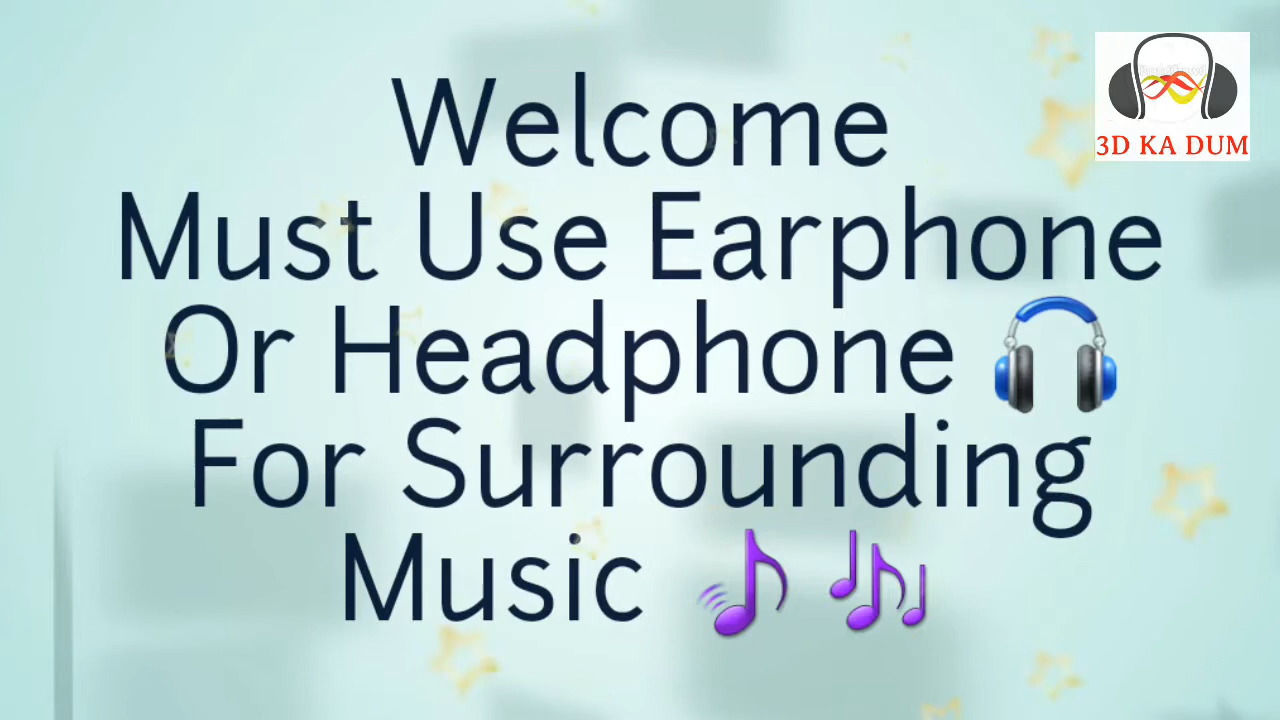 Welcome
Must Use Earphone
Or Headphone 🎧
For Surrounding
Music 🎵 🎶
3D KA DUM